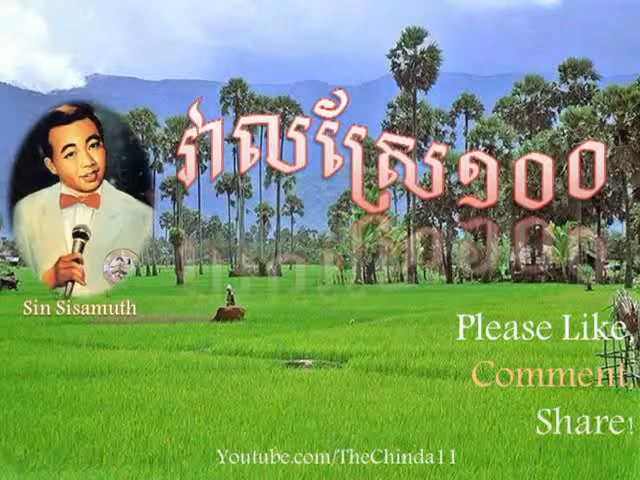 វាលស្រែ១០០
Sin Sisamuth
Please Like,
Comment,
Share!
Youtube.com/TheChinda11